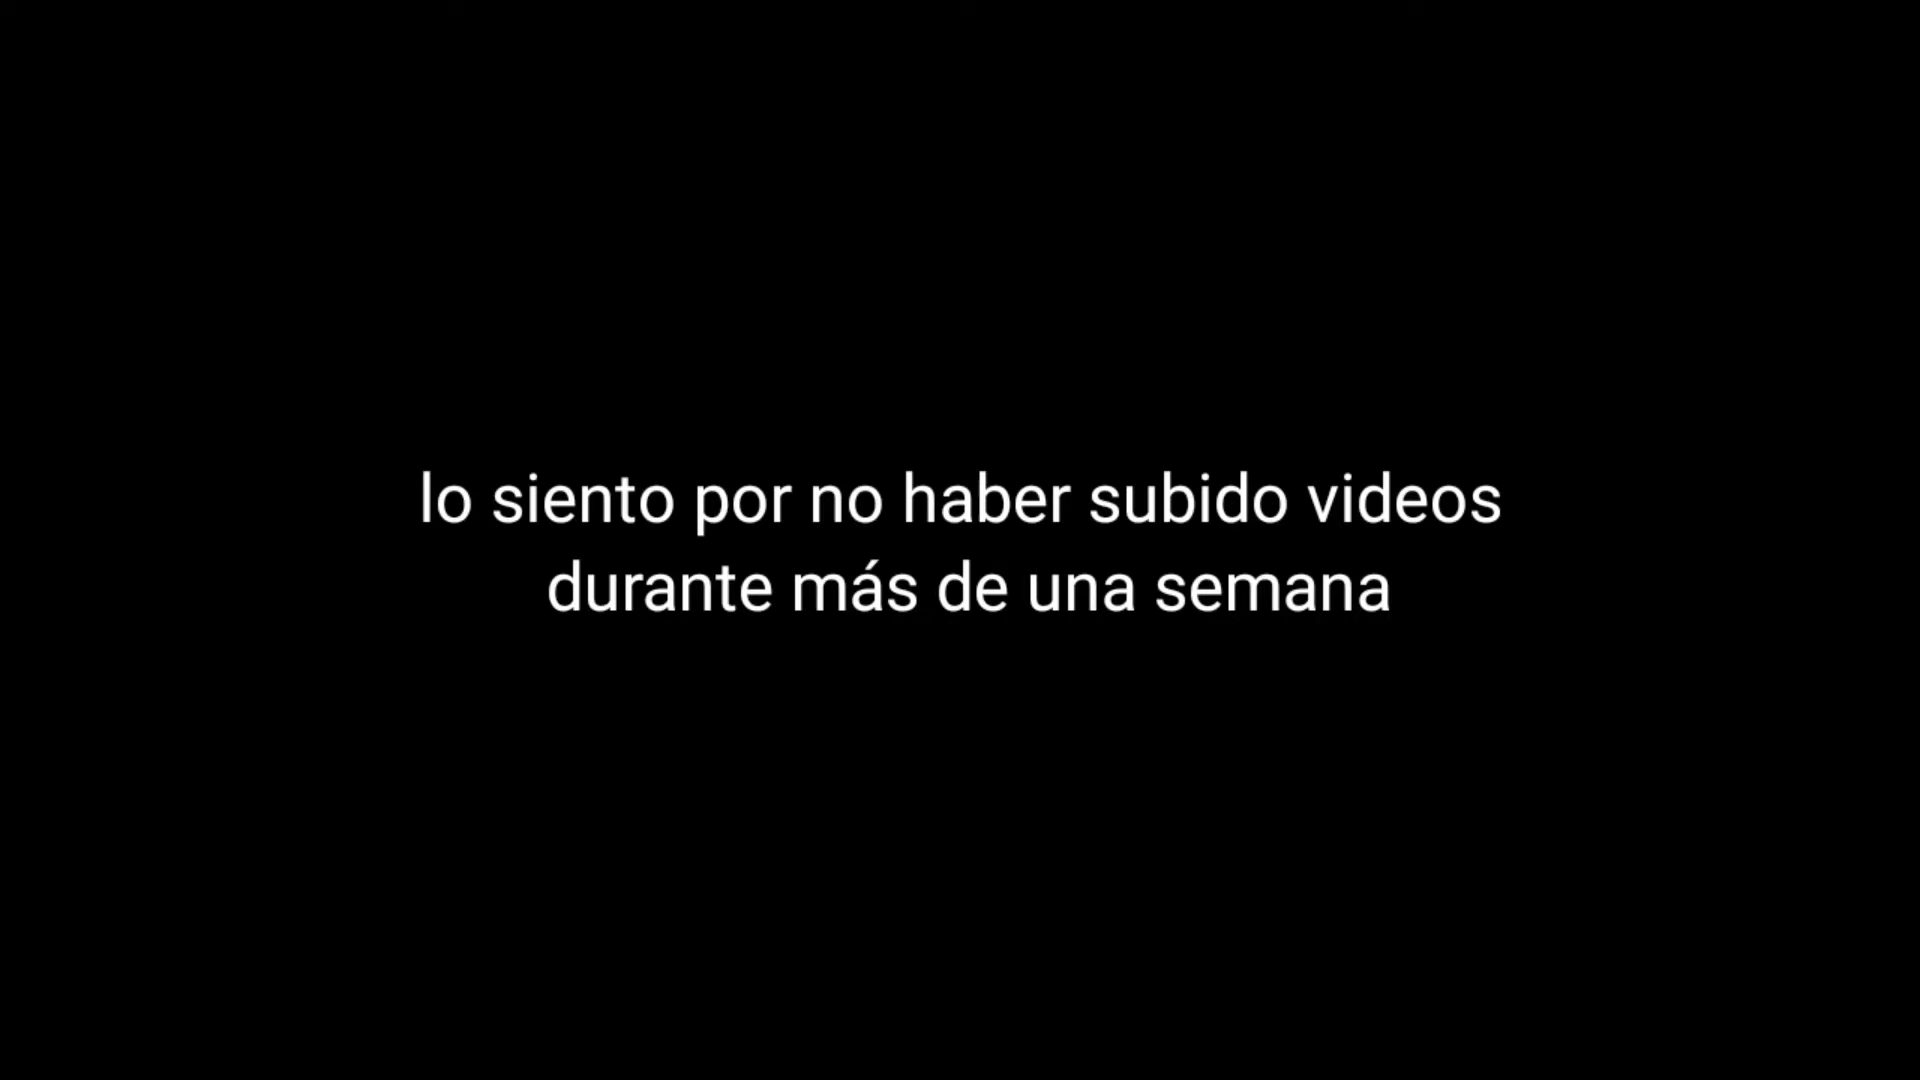 lo siento por no haber subido videos
durante más de una semana